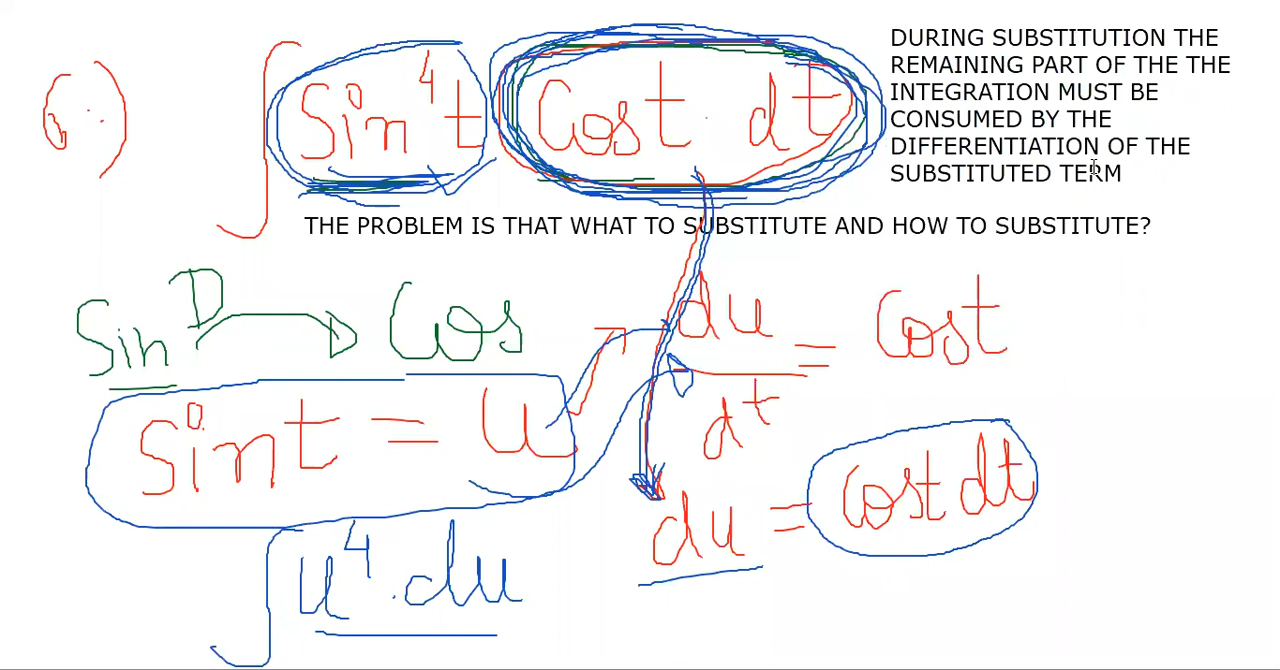 6.) ∫ Sin⁴t Cost dt
DURING SUBSTITUTION THE
REMAINING PART OF THE THE
INTEGRATION MUST BE
CONSUMED BY THE
DIFFERENTIATION OF THE
SUBSTITUTED TERM
THE PROBLEM IS THAT WHAT TO SUBSTITUTE AND HOW TO SUBSTITUTE?
Sin D → Cos
du/dt = Cost
Sint = u
du = Cost dt
∫ u⁴.du